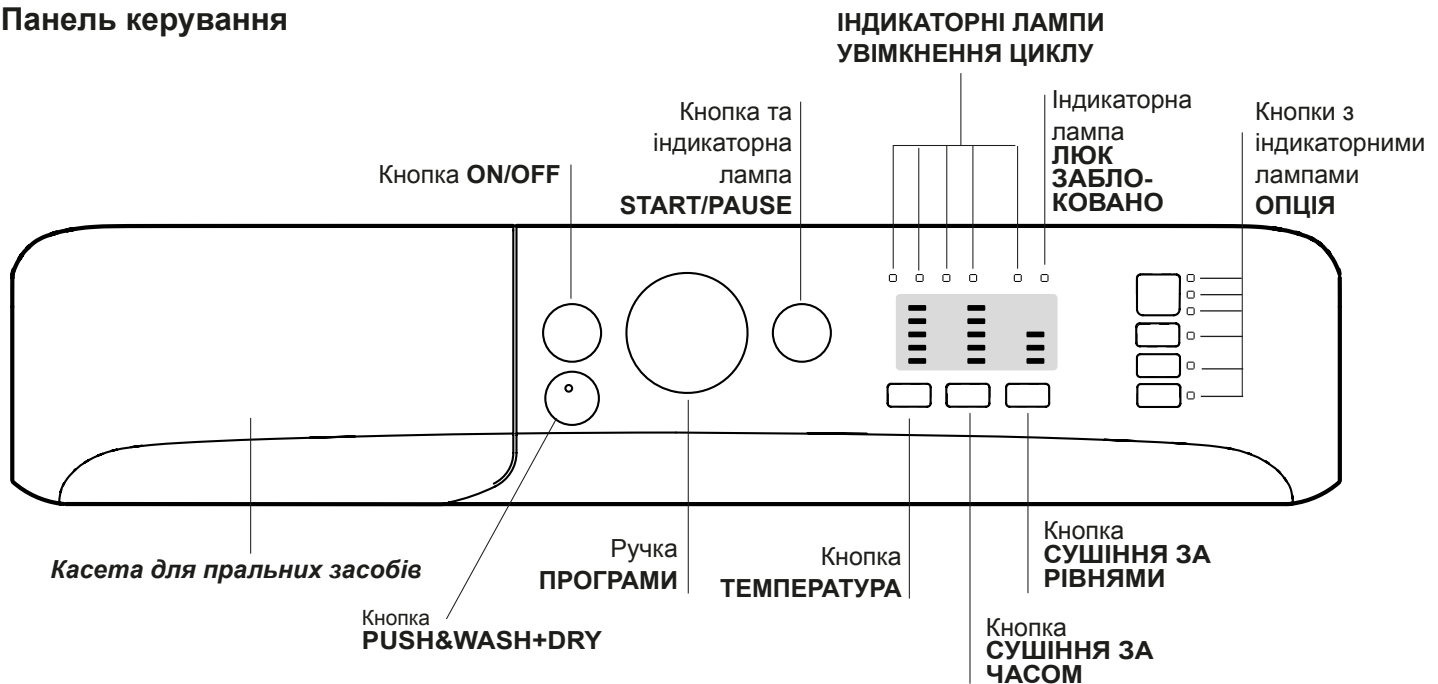 Панель керування
ІНДИКАТОРНІ ЛАМПИ
УВІМКНЕННЯ ЦИКЛУ
Кнопка ON/OFF
Кнопка та
індикаторна
лампа
START/PAUSE
Індикаторна
лампа
ЛЮК
ЗАБЛО-
КОВАНО
Кнопки з
індикаторними
лампами
ОПЦІЯ
Касета для пральних засобів
Кнопка
PUSH&WASH+DRY
Ручка
ПРОГРАМИ
Кнопка
ТЕМПЕРАТУРА
Кнопка
СУШІННЯ ЗА
РІВНЯМИ
Кнопка
СУШІННЯ ЗА
ЧАСОМ